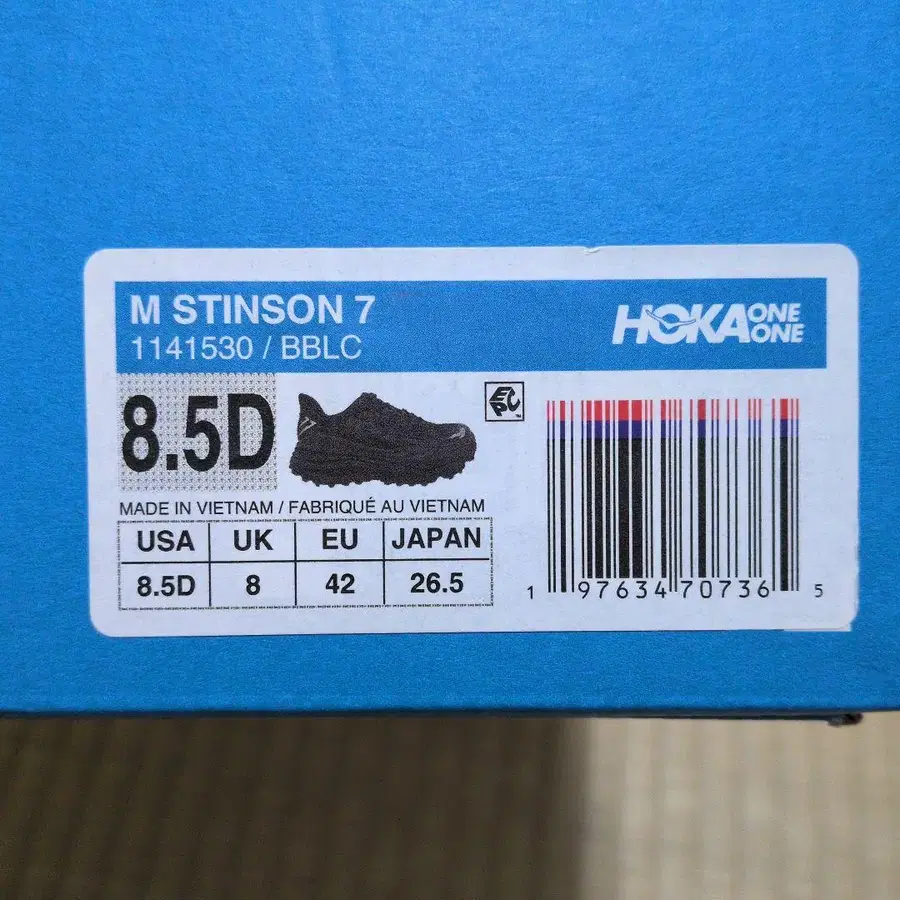 M STINSON 7
1141530 / BBLC
HOKA ONE ONE
8.5D
EPC
MADE IN VIETNAM / FABRIQUÉ AU VIETNAM
USA UK EU JAPAN
8.5D 8 42 26.5
1 97634 70736 5